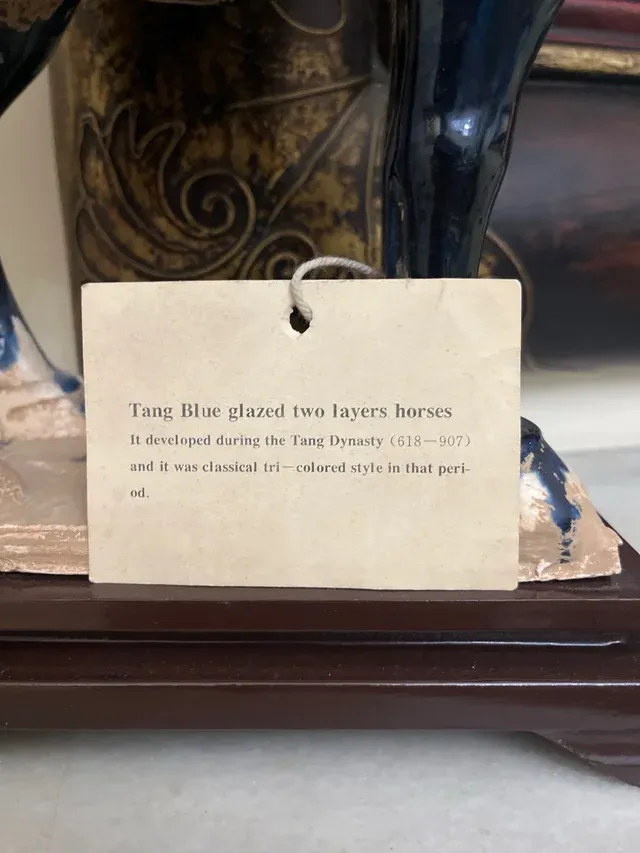 Tang Blue glazed two layers horses
It developed during the Tang Dynasty (618—907)
and it was classical tri—colored style in that peri-
od.